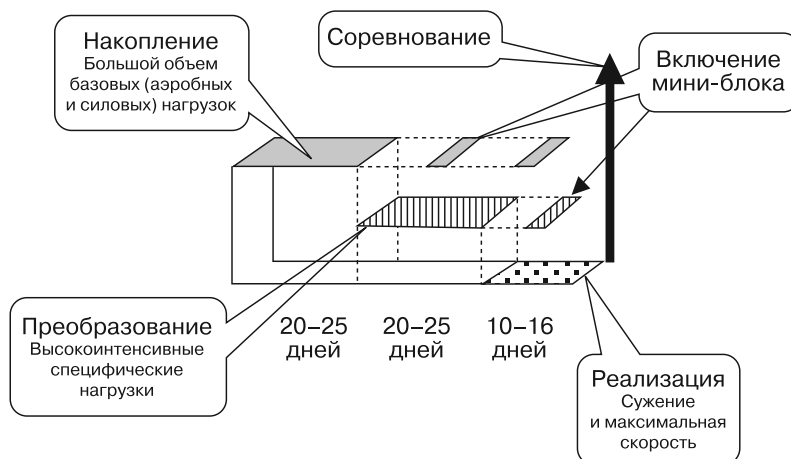 Накопление
Большой объем
базовых (аэробных
и силовых) нагрузок
Соревнование
Включение
мини-блока
Преобразование
Высокоинтенсивные
специфические
нагрузки
20–25
дней
20–25
дней
10–16
дней
Реализация
Сужение
и максимальная
скорость